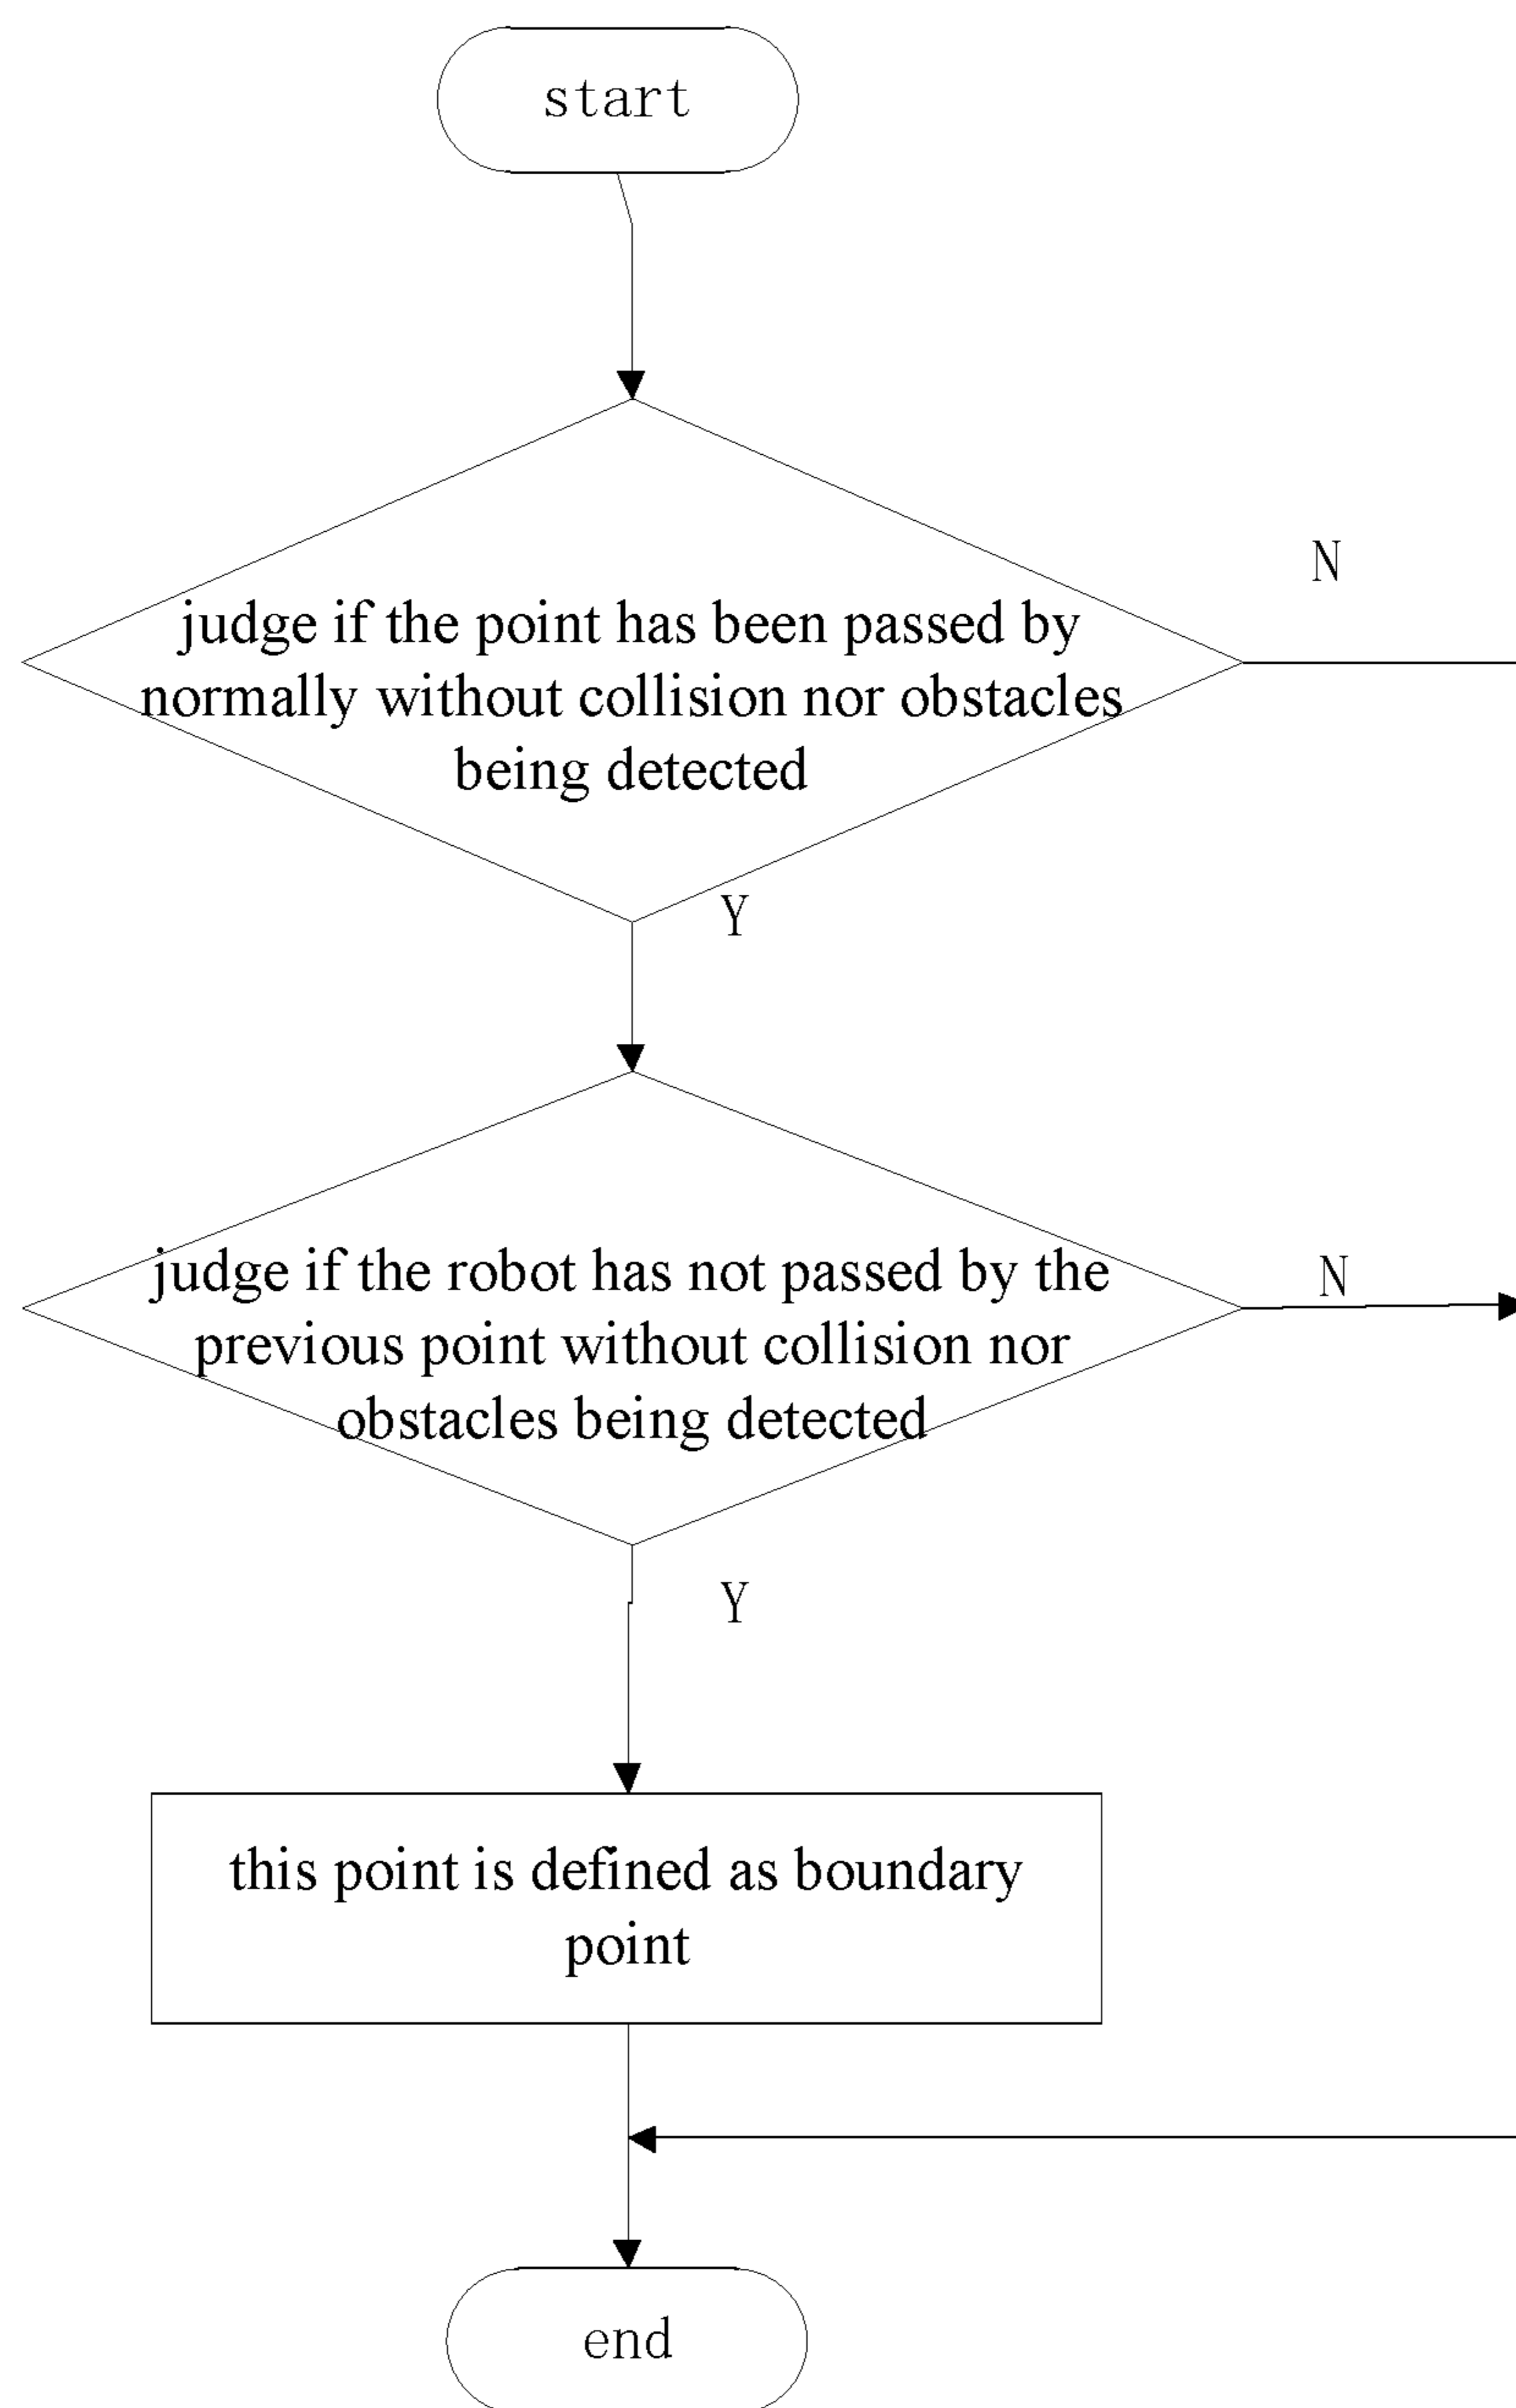 start
N
judge if the point has been passed by
normally without collision nor obstacles
being detected
Y
judge if the robot has not passed by the
N
previous point without collision nor
obstacles being detected
Y
this point is defined as boundary
point
end